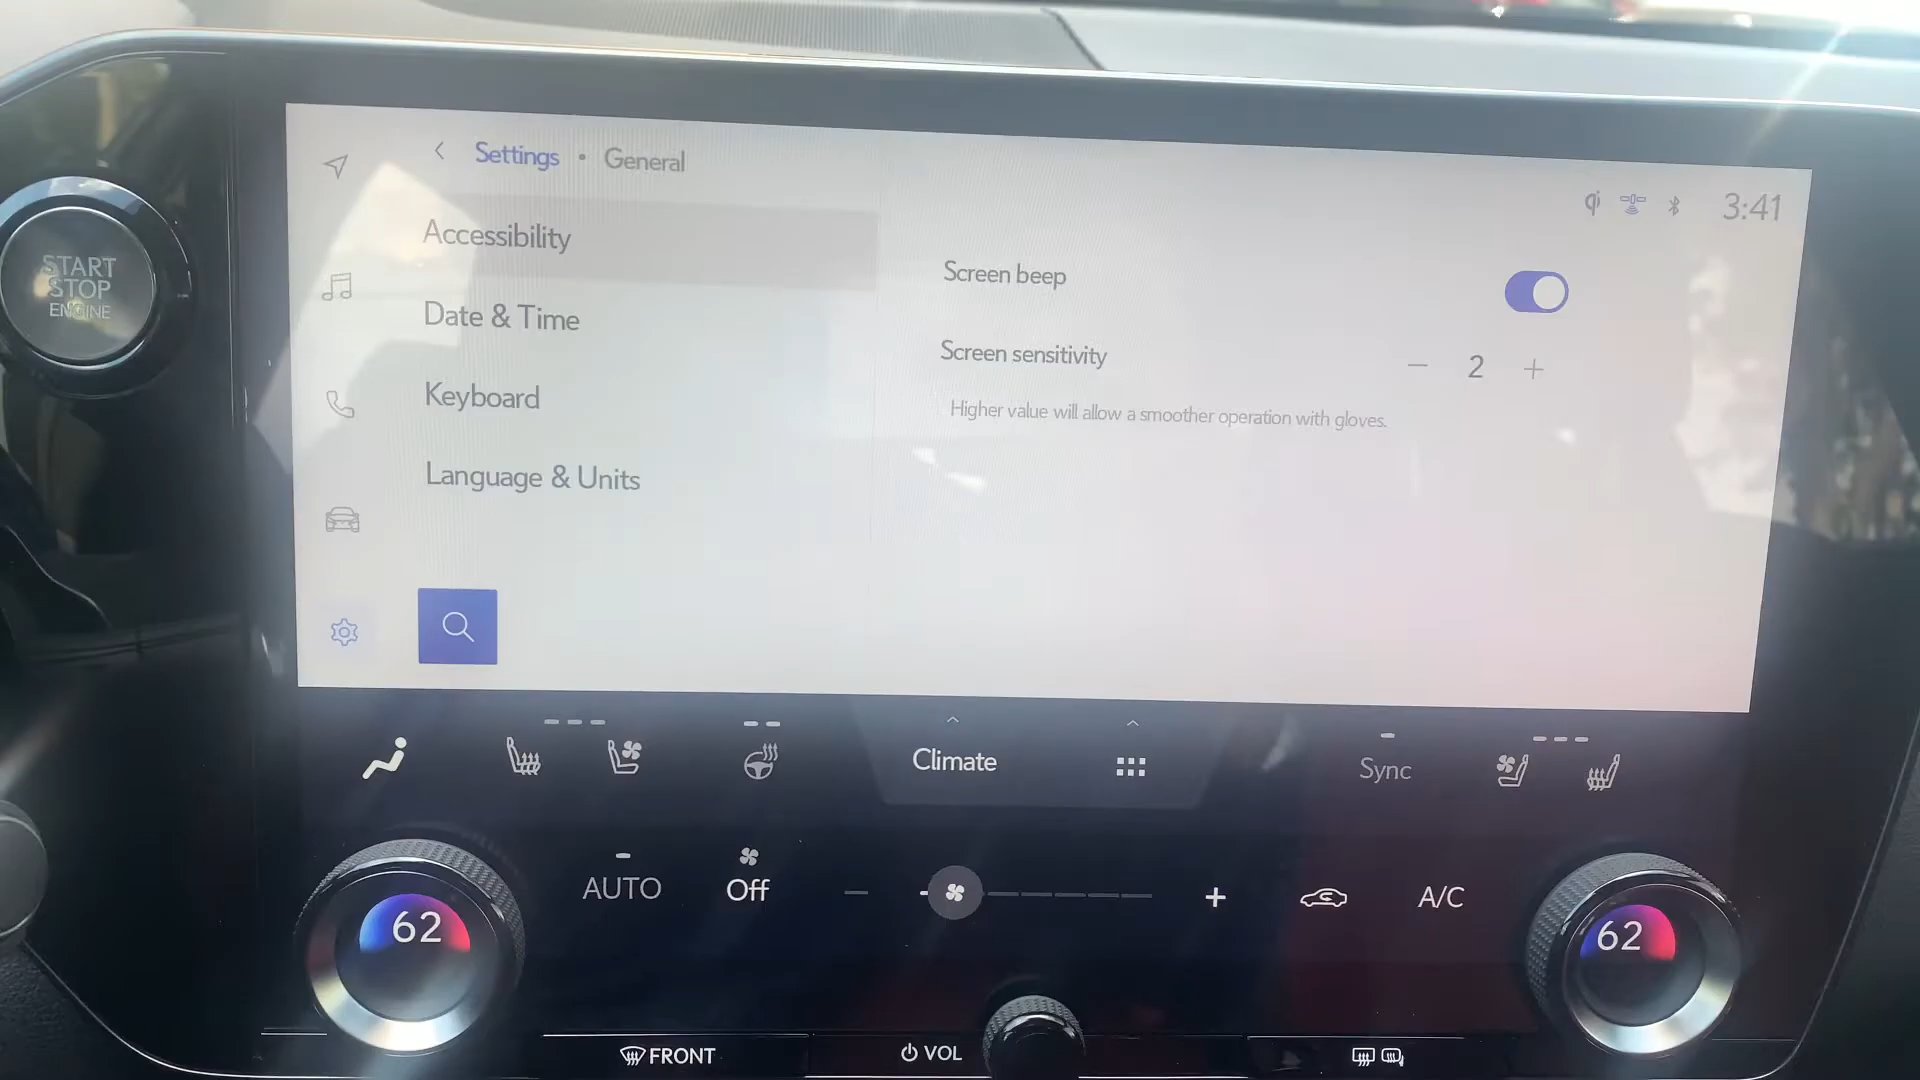 Settings • General
3:41
START
STOP
ENGINE
Accessibility
Date & Time
Keyboard
Language & Units
Screen beep
Screen sensitivity
2
Higher value will allow a smoother operation with gloves.
Climate
Sync
62
AUTO
Off
A/C
62
FRONT
VOL